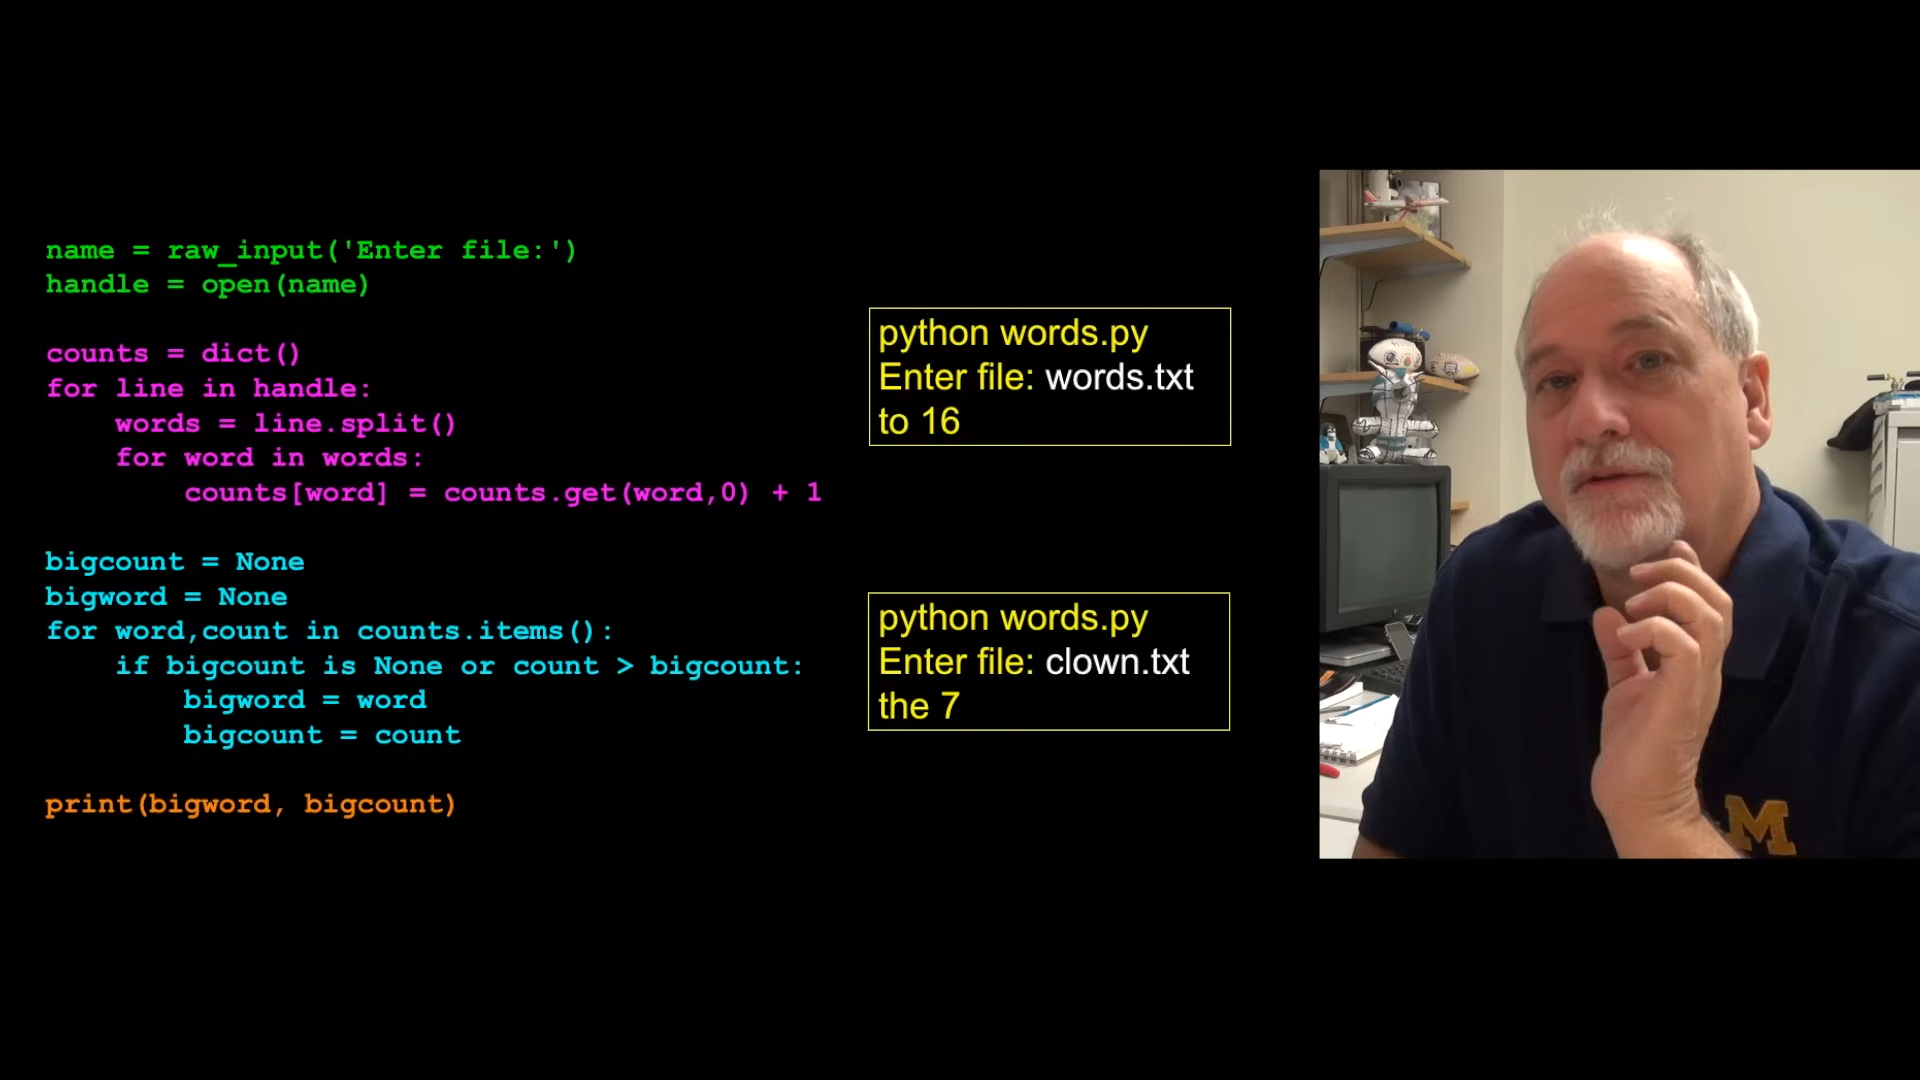 name = raw_input('Enter file:')
handle = open(name)
counts = dict()
for line in handle:
    words = line.split()
    for word in words:
        counts[word] = counts.get(word,0) + 1
bigcount = None
bigword = None
for word,count in counts.items():
    if bigcount is None or count > bigcount:
        bigword = word
        bigcount = count
print(bigword, bigcount)
python words.py
Enter file: words.txt
to 16
python words.py
Enter file: clown.txt
the 7
M